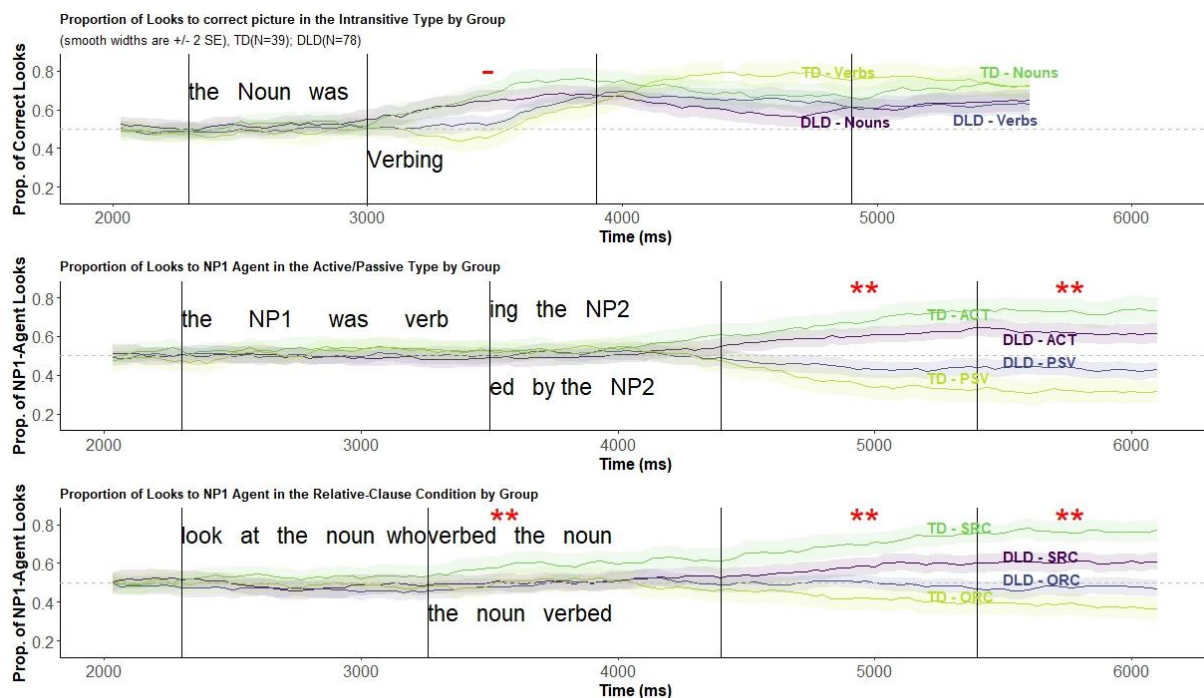 Proportion of Looks to correct picture in the Intransitive Type by Group
(smooth widths are +/- 2 SE), TD(N=39); DLD(N=78)
Prop. of Correct Looks
0.8
0.6
0.4
0.2
the Noun was
Verbing
-
TD - Verbs
TD - Nouns
DLD - Nouns
DLD - Verbs
2000 3000 4000 5000 6000
Time (ms)
Proportion of Looks to NP1 Agent in the Active/Passive Type by Group
Prop. of NP1-Agent Looks
0.8
0.6
0.4
0.2
the NP1 was verb
ing the NP2
ed by the NP2
** **
TD - ACT
DLD - ACT
DLD - PSV
TD - PSV
2000 3000 4000 5000 6000
Time (ms)
Proportion of Looks to NP1 Agent in the Relative-Clause Condition by Group
Prop. of NP1-Agent Looks
0.8
0.6
0.4
0.2
look at the noun whoverbed the noun
the noun verbed
** ** **
TD - SRC
DLD - SRC
DLD - ORC
TD - ORC
2000 3000 4000 5000 6000
Time (ms)